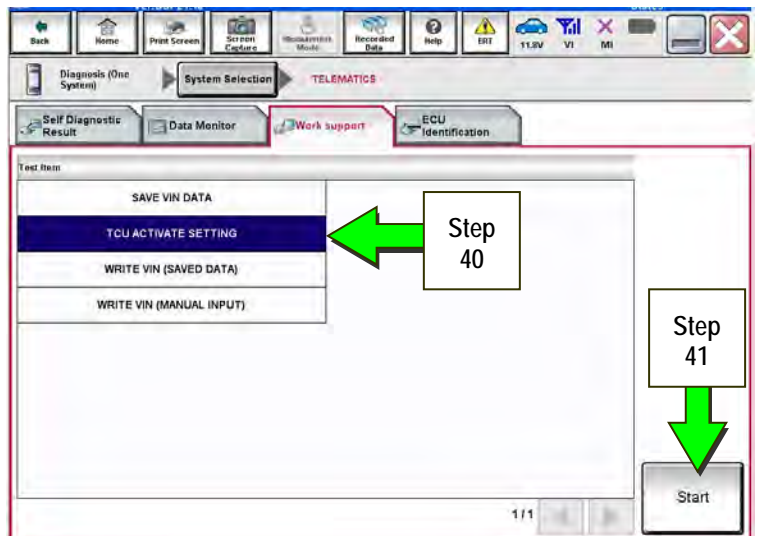 Back
Home
Print Screen
Screen
Capture
Measurement
Mode
Recorded
Data
Help
ERT
11.8V
VI
MI
Diagnosis (One
System)
System Selection
TELEMATICS
Self Diagnostic
Result
Data Monitor
Work support
ECU
Identification
Test Item
SAVE VIN DATA
TCU ACTIVATE SETTING
WRITE VIN (SAVED DATA)
WRITE VIN (MANUAL INPUT)
Step
40
Step
41
1/1
Start